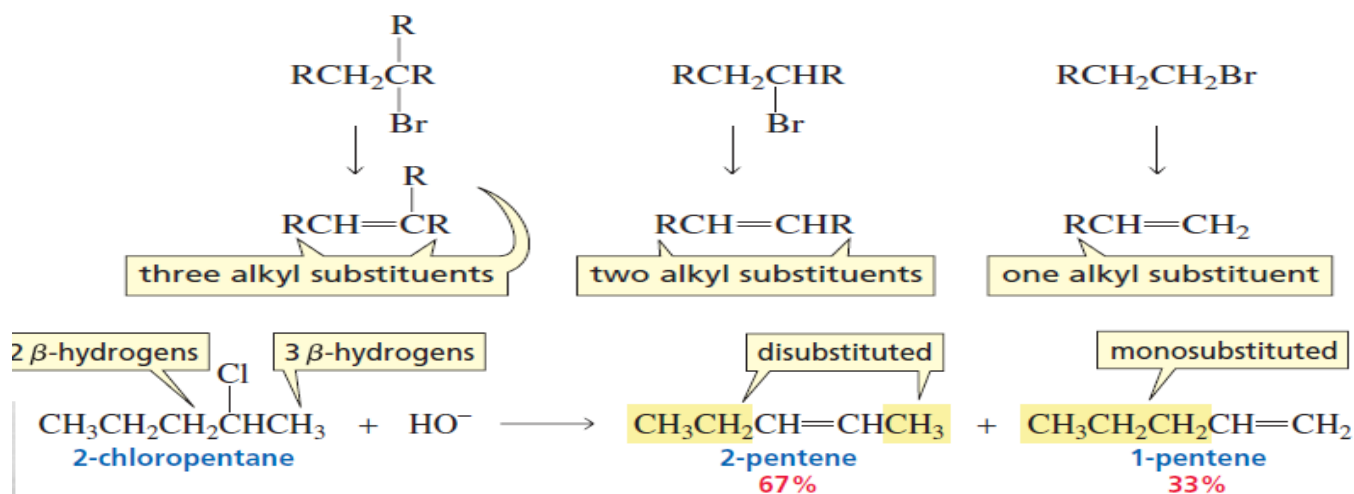 R
RCH₂CR
Br
RCH₂CHR
Br
RCH₂CH₂Br
R
RCH=CR
three alkyl substituents
RCH=CHR
two alkyl substituents
RCH=CH₂
one alkyl substituent
2 β-hydrogens
3 β-hydrogens
disubstituted
monosubstituted
Cl
CH₃CH₂CH₂CHCH₃ + HO⁻ ⟶ CH₃CH₂CH=CHCH₃ + CH₃CH₂CH₂CH=CH₂
2-chloropentane
2-pentene
1-pentene
67%
33%